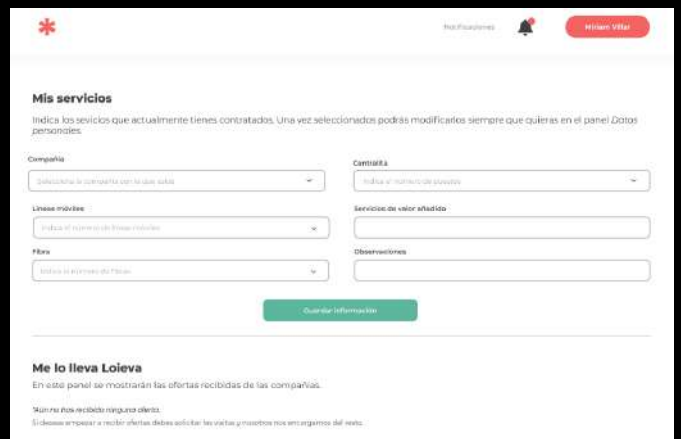 Notificaciones
Miriam Villar
Mis servicios
Indica los sevicios que actualmente tienes contratados. Una vez seleccionados podrás modificarlos siempre que quieras en el panel Datos
personales.
Compañía
Centralita
Selecciona la compañía con la que estás
Indica el número de puestos
Líneas móviles
Servicios de valor añadido
Indica el número de líneas móviles
Fibra
Observaciones
Indica el número de fibras
Guardar información
Me lo lleva Loieva
En este panel se mostrarán las ofertas recibidas de las compañías.
*Aún no has recibido ninguna oferta.
Si deseas empezar a recibir ofertas debes solicitar las visitas y nosotros nos encargamos del resto.